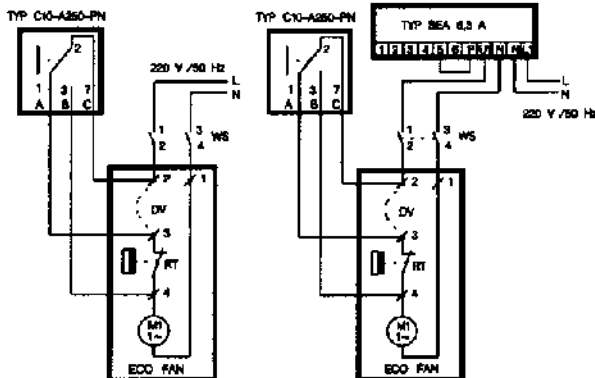 TYP C10-A250-PN
2
1 3 7
A B C
220 V /50 Hz
L
N
1 3
2 4
WS
2 1
DV
3
RT
4
M1
1~
ECO FAN
TYP C10-A250-PN
2
1 3 7
A B C
TYP SEA 6,3 A
1 2 3 4 5 6 N N
L
N
220 V /50 Hz
1 3
2 4
WS
2 1
DV
3
RT
4
M1
1~
ECO FAN